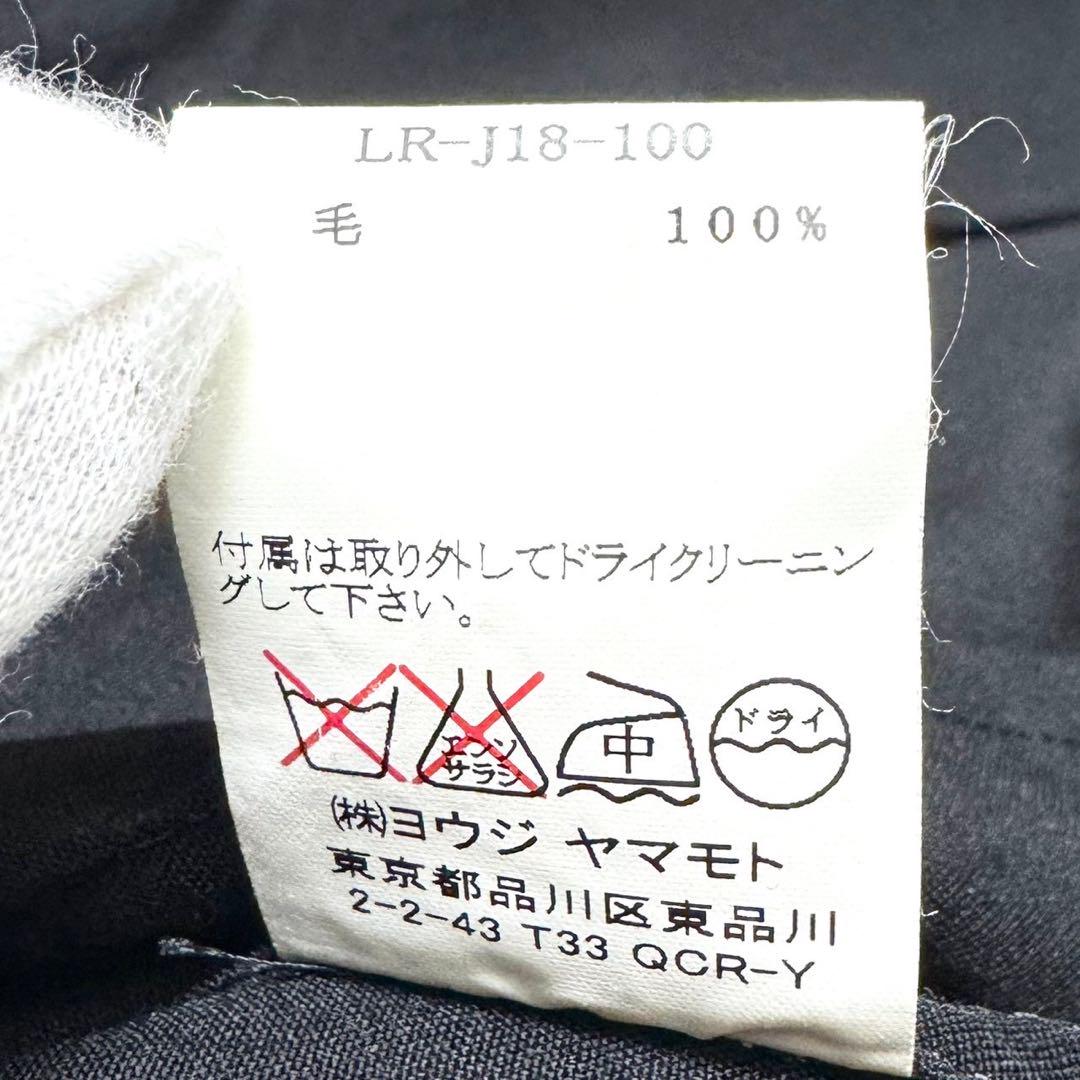 LR-J18-100
毛 100%
付属は取り外してドライクリーニン
グして下さい。
エンソ
サラシ
中
ドライ
(株)ヨウジ ヤマモト
東京都品川区東品川
2-2-43 T33 QCR-Y